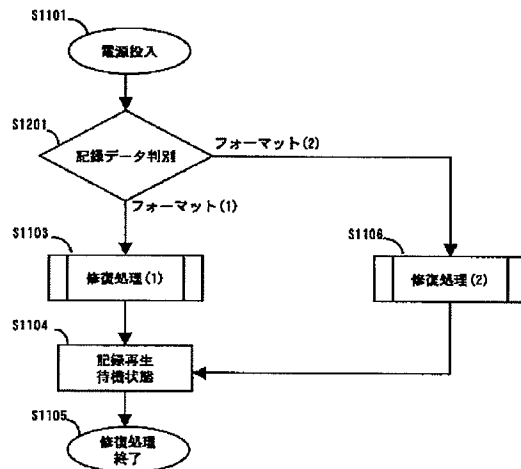 S1101
電源投入
S1201
記録データ判別
フォーマット(2)
フォーマット(1)
S1103
修復処理(1)
S1106
修復処理(2)
S1104
記録再生
待機状態
S1105
修復処理
終了